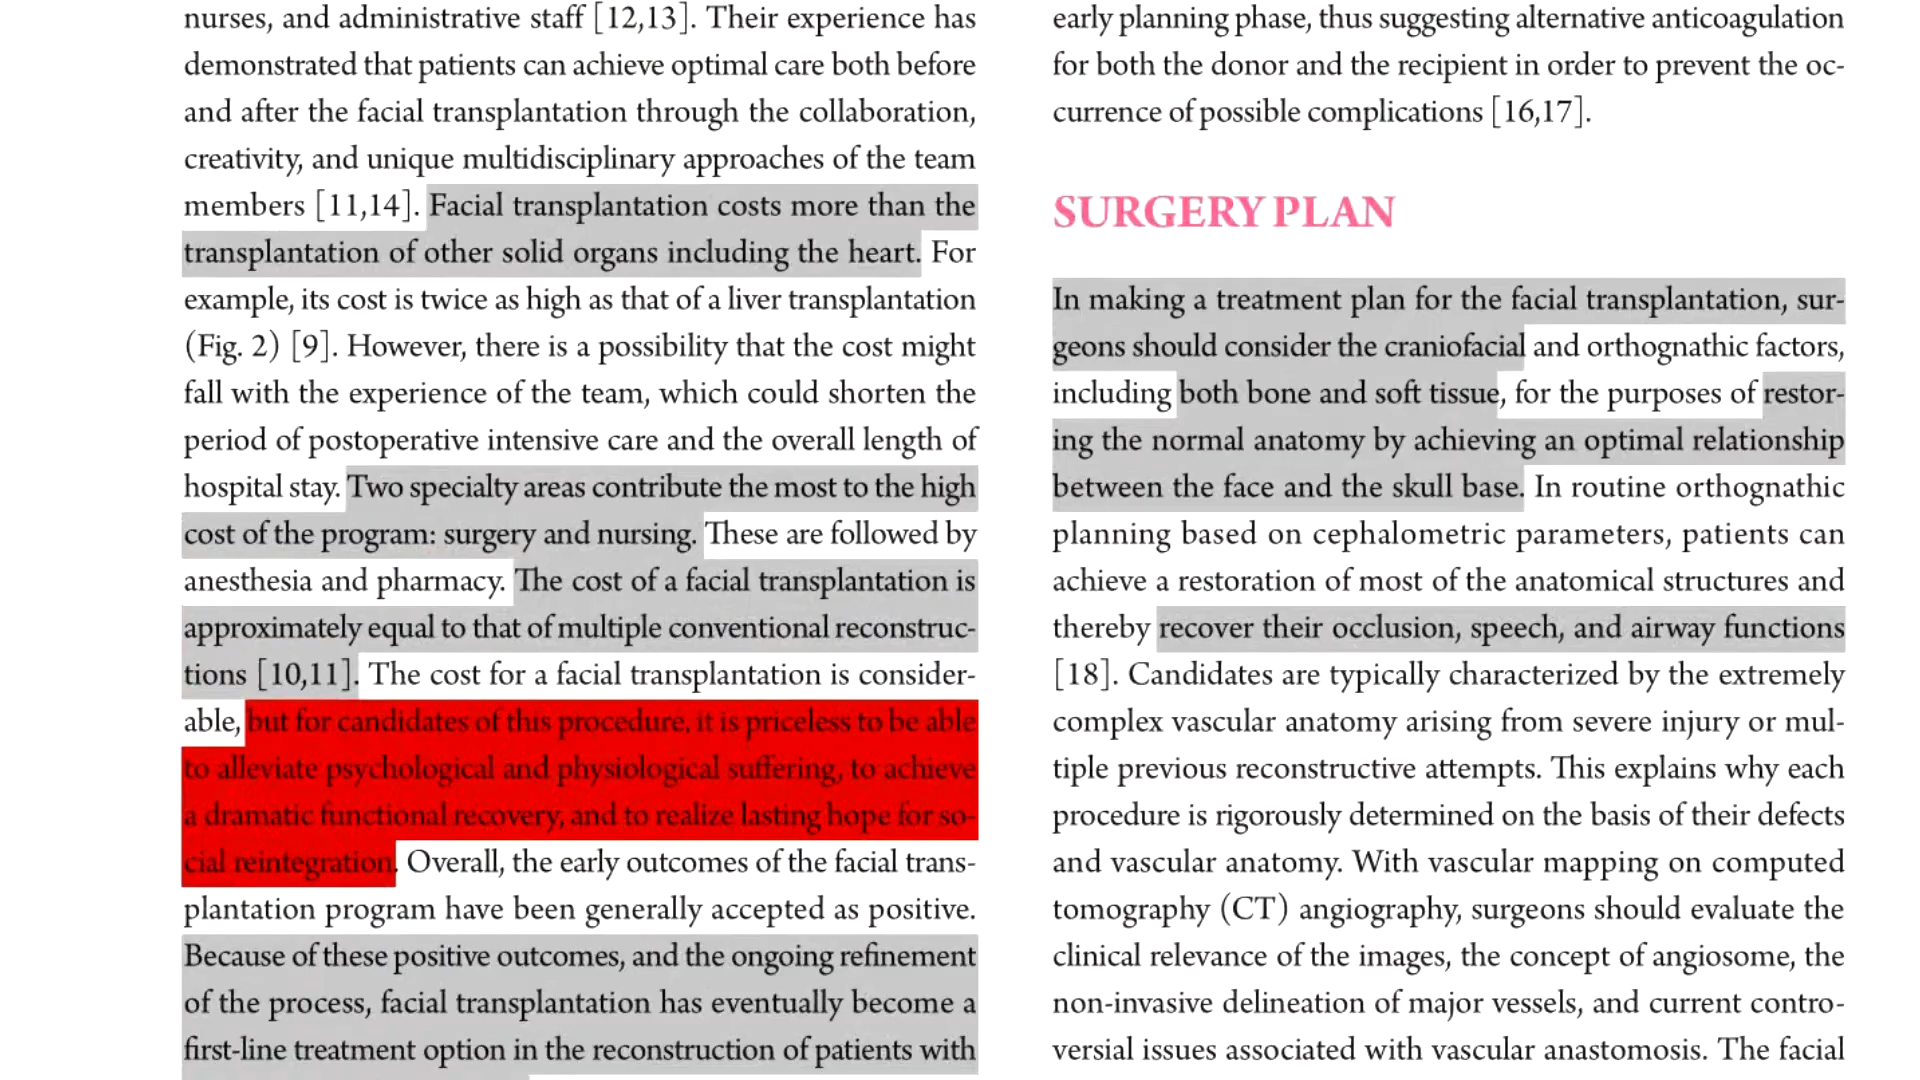 nurses, and administrative staff [12,13]. Their experience has
demonstrated that patients can achieve optimal care both before
and after the facial transplantation through the collaboration,
creativity, and unique multidisciplinary approaches of the team
members [11,14]. Facial transplantation costs more than the
transplantation of other solid organs including the heart. For
example, its cost is twice as high as that of a liver transplantation
(Fig. 2) [9]. However, there is a possibility that the cost might
fall with the experience of the team, which could shorten the
period of postoperative intensive care and the overall length of
hospital stay. Two specialty areas contribute the most to the high
cost of the program: surgery and nursing. These are followed by
anesthesia and pharmacy. The cost of a facial transplantation is
approximately equal to that of multiple conventional reconstruc-
tions [10,11]. The cost for a facial transplantation is consider-
able, but for candidates of this procedure, it is priceless to be able
to alleviate psychological and physiological suffering, to achieve
a dramatic functional recovery, and to realize lasting hope for so-
cial reintegration. Overall, the early outcomes of the facial trans-
plantation program have been generally accepted as positive.
Because of these positive outcomes, and the ongoing refinement
of the process, facial transplantation has eventually become a
first-line treatment option in the reconstruction of patients with
early planning phase, thus suggesting alternative anticoagulation
for both the donor and the recipient in order to prevent the oc-
currence of possible complications [16,17].
SURGERY PLAN
In making a treatment plan for the facial transplantation, sur-
geons should consider the craniofacial and orthognathic factors,
including both bone and soft tissue, for the purposes of restor-
ing the normal anatomy by achieving an optimal relationship
between the face and the skull base. In routine orthognathic
planning based on cephalometric parameters, patients can
achieve a restoration of most of the anatomical structures and
thereby recover their occlusion, speech, and airway functions
[18]. Candidates are typically characterized by the extremely
complex vascular anatomy arising from severe injury or mul-
tiple previous reconstructive attempts. This explains why each
procedure is rigorously determined on the basis of their defects
and vascular anatomy. With vascular mapping on computed
tomography (CT) angiography, surgeons should evaluate the
clinical relevance of the images, the concept of angiosome, the
non-invasive delineation of major vessels, and current contro-
versial issues associated with vascular anastomosis. The facial